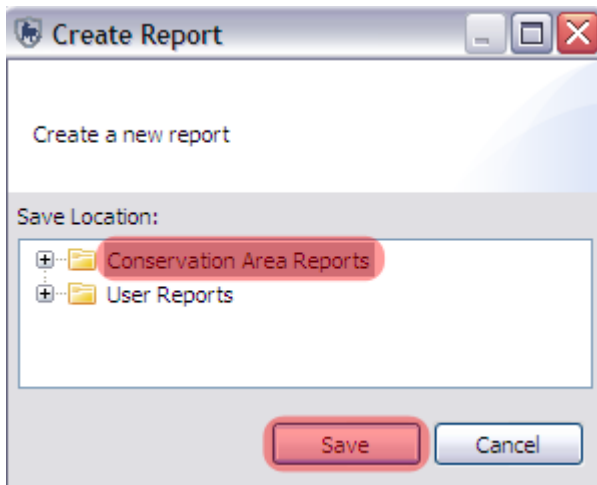 Create Report
Create a new report
Save Location:
Conservation Area Reports
User Reports
Save Cancel